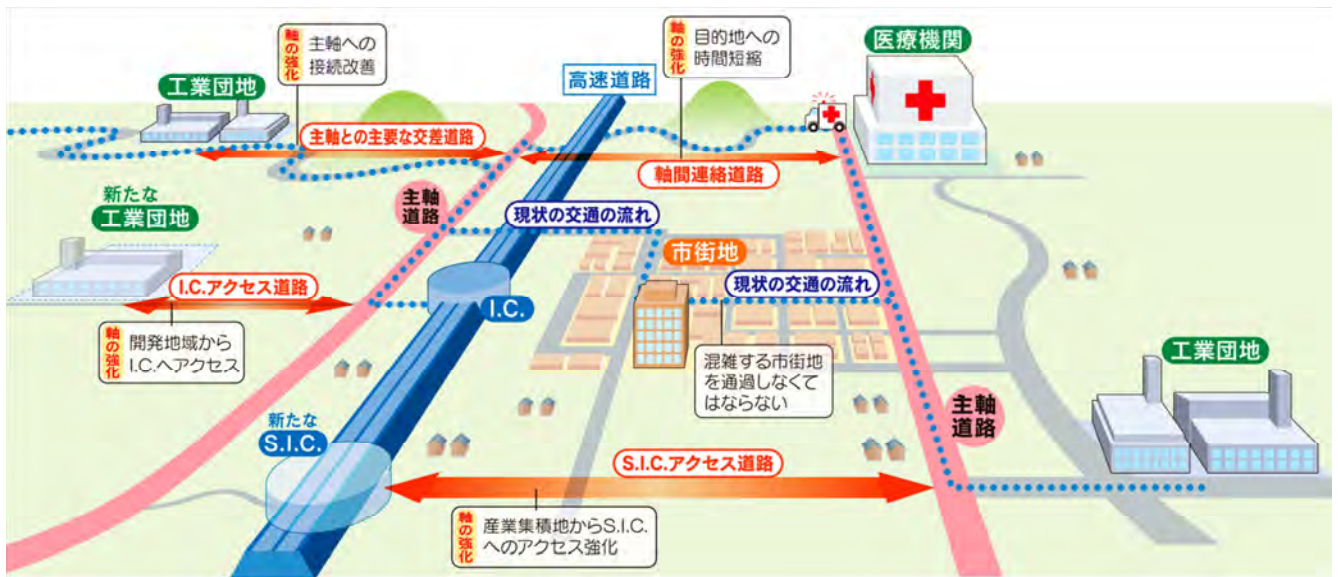 軸の強化
主軸への
接続改善
軸の強化
目的地への
時間短縮
医療機関
工業団地
高速道路
主軸との主要な交差道路
軸間連絡道路
新たな
工業団地
主軸
道路
現状の交通の流れ
市街地
I.C.アクセス道路
現状の交通の流れ
I.C.
軸の強化
開発地域から
I.C.へアクセス
混雑する市街地
を通過しなくて
はならない
工業団地
新たな
S.I.C.
主軸
道路
S.I.C.アクセス道路
軸の強化
産業集積地からS.I.C.
へのアクセス強化